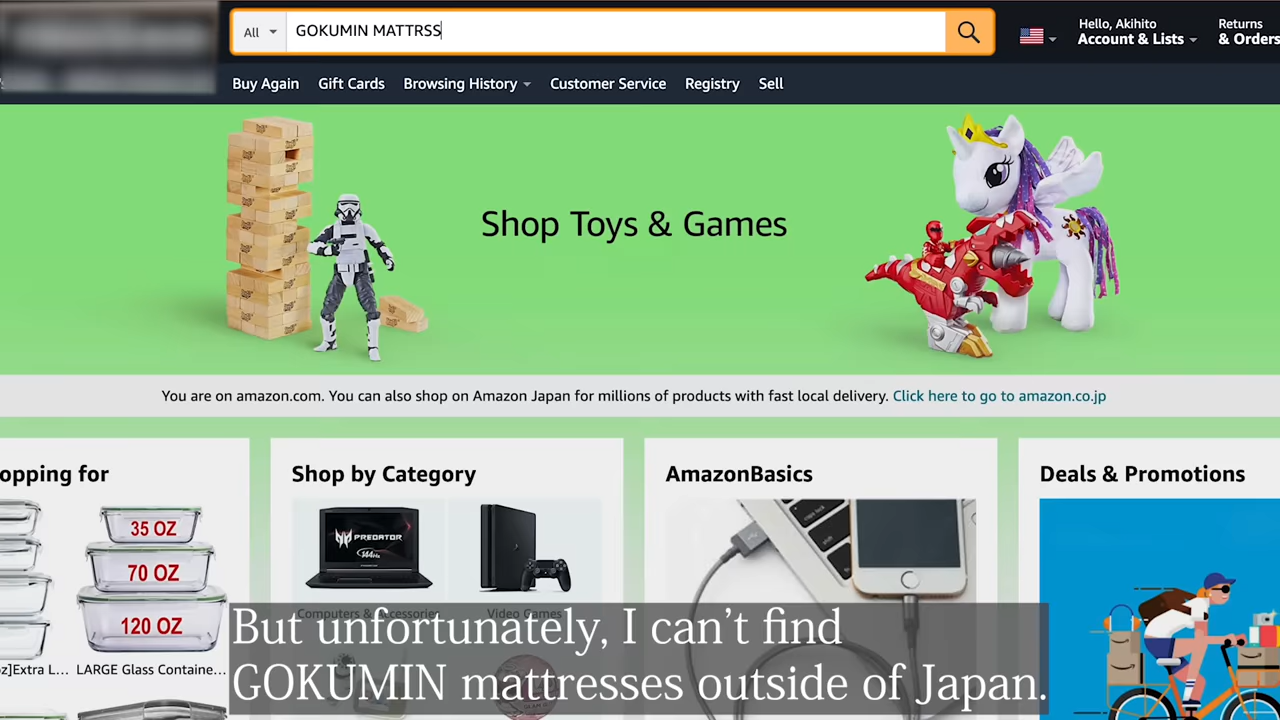 All
GOKUMIN MATTRSS
Hello, Akihito
Account & Lists
Returns
& Orders
Buy Again
Gift Cards
Browsing History
Customer Service
Registry
Sell
Shop Toys & Games
You are on amazon.com. You can also shop on Amazon Japan for millions of products with fast local delivery. Click here to go to amazon.co.jp
opping for
Shop by Category
AmazonBasics
Deals & Promotions
35 OZ
70 OZ
120 OZ
PREDATOR
144Hz
Computers & Accessories
Video Games
oz]Extra L...
LARGE Glass Containe...
But unfortunately, I can't find
GOKUMIN mattresses outside of Japan.